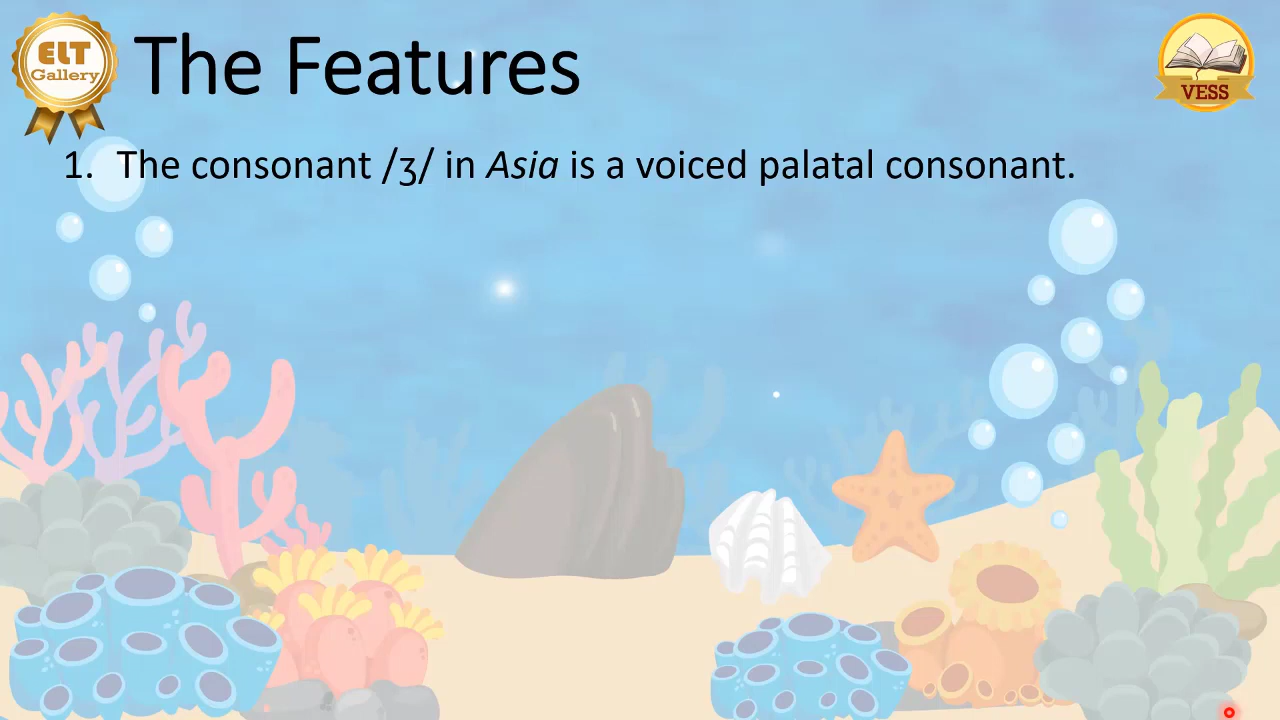 ELT
Gallery
The Features
VESS
1. The consonant /ʒ/ in Asia is a voiced palatal consonant.